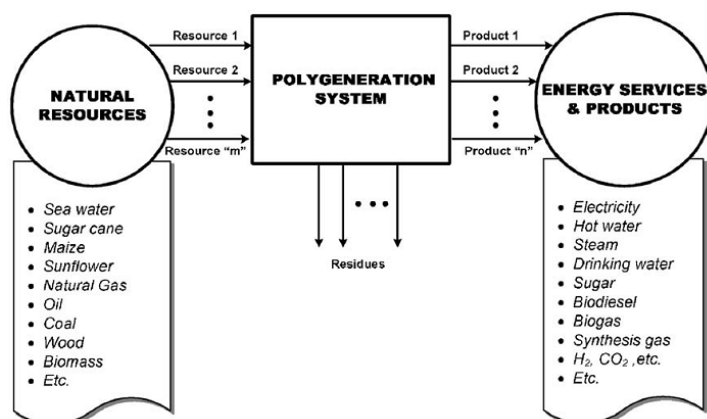 NATURAL
RESOURCES
Resource 1
Resource 2
Resource "m"
POLYGENERATION
SYSTEM
Product 1
Product 2
Product "n"
ENERGY SERVICES
& PRODUCTS
Residues
• Sea water
• Sugar cane
• Maize
• Sunflower
• Natural Gas
• Oil
• Coal
• Wood
• Biomass
• Etc.
• Electricity
• Hot water
• Steam
• Drinking water
• Sugar
• Biodiesel
• Biogas
• Synthesis gas
• H₂, CO₂ ,etc.
• Etc.